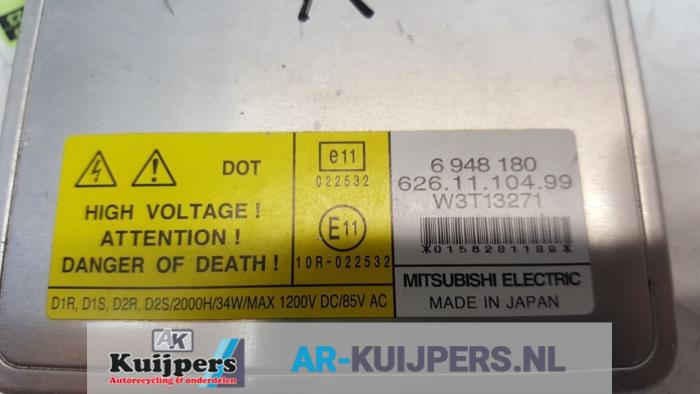 DOT
HIGH VOLTAGE !
ATTENTION !
DANGER OF DEATH !
e11
022532
E11
10R-022532
6 948 180
626.11.104.99
W3T13271
*0156281189*
MITSUBISHI ELECTRIC
MADE IN JAPAN
D1R, D1S, D2R, D2S/2000H/34W/MAX 1200V DC/85V AC
AK
Kuijpers
Autorecycling & onderdelen
AR-KUIJPERS.NL